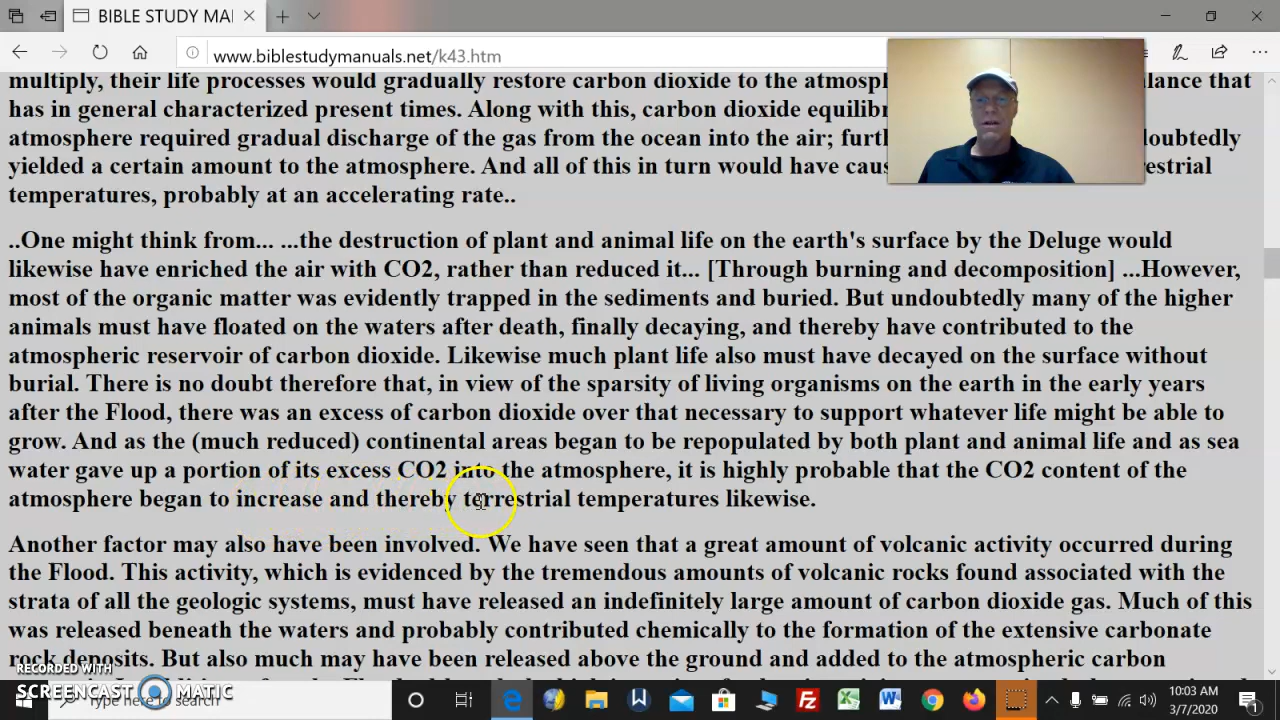 BIBLE STUDY MA
www.biblestudymanuals.net/k43.htm
multiply, their life processes would gradually restore carbon dioxide to the atmosp alance that
has in general characterized present times. Along with this, carbon dioxide equilib
atmosphere required gradual discharge of the gas from the ocean into the air; furt doubtedly
yielded a certain amount to the atmosphere. And all of this in turn would have cau restrial
temperatures, probably at an accelerating rate..
..One might think from... ...the destruction of plant and animal life on the earth's surface by the Deluge would
likewise have enriched the air with CO2, rather than reduced it... [Through burning and decomposition] ...However,
most of the organic matter was evidently trapped in the sediments and buried. But undoubtedly many of the higher
animals must have floated on the waters after death, finally decaying, and thereby have contributed to the
atmospheric reservoir of carbon dioxide. Likewise much plant life also must have decayed on the surface without
burial. There is no doubt therefore that, in view of the sparsity of living organisms on the earth in the early years
after the Flood, there was an excess of carbon dioxide over that necessary to support whatever life might be able to
grow. And as the (much reduced) continental areas began to be repopulated by both plant and animal life and as sea
water gave up a portion of its excess CO2 into the atmosphere, it is highly probable that the CO2 content of the
atmosphere began to increase and thereby terrestrial temperatures likewise.
Another factor may also have been involved. We have seen that a great amount of volcanic activity occurred during
the Flood. This activity, which is evidenced by the tremendous amounts of volcanic rocks found associated with the
strata of all the geologic systems, must have released an indefinitely large amount of carbon dioxide gas. Much of this
was released beneath the waters and probably contributed chemically to the formation of the extensive carbonate
rock deposits. But also much may have been released above the ground and added to the atmospheric carbon
RECORDED WITH
SCREENCAST MATIC
Type here to search
10:03 AM
3/7/2020